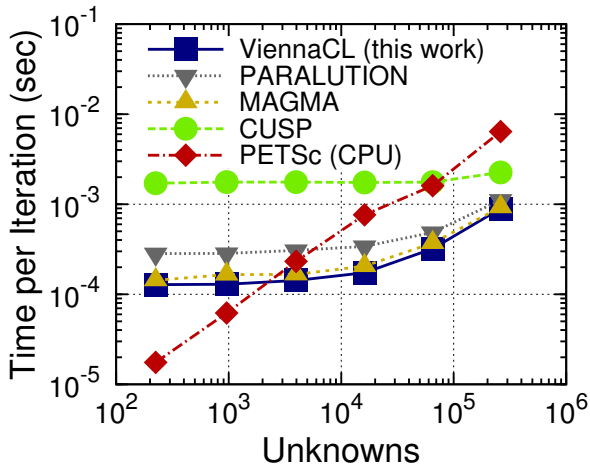 10^-1
10^-2
10^-3
10^-4
10^-5
Time per Iteration (sec)
ViennaCL (this work)
PARALUTION
MAGMA
CUSP
PETSc (CPU)
10^2 10^3 10^4 10^5 10^6
Unknowns